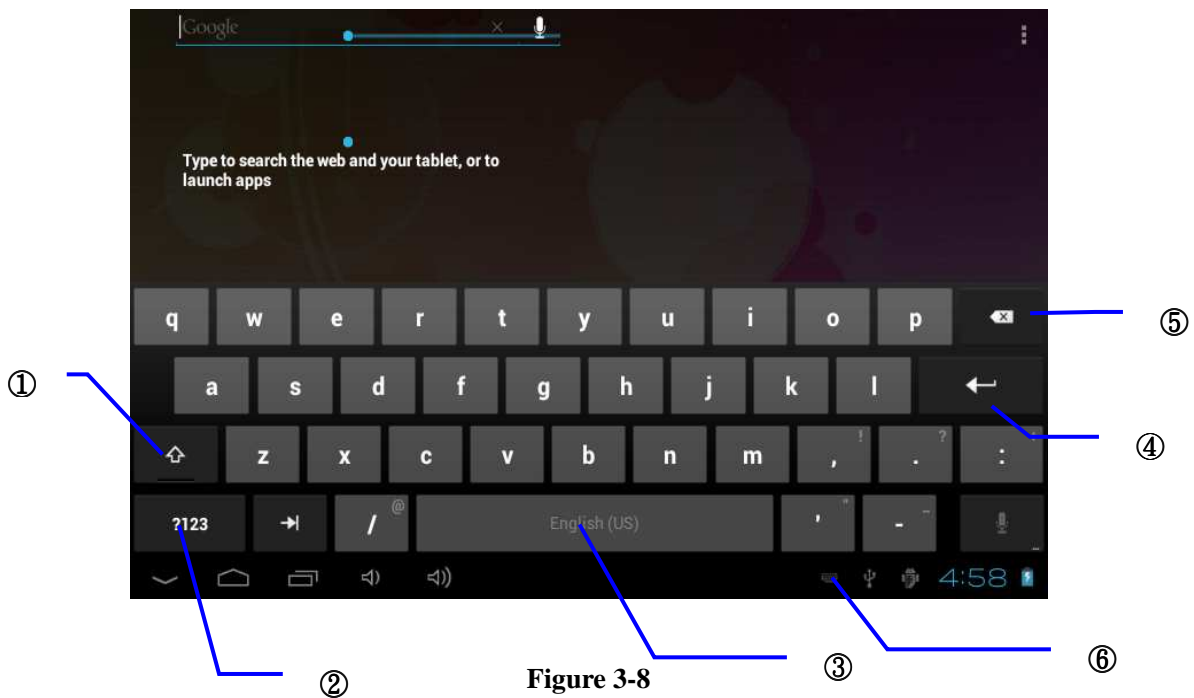 Google
Type to search the web and your tablet, or to
launch apps
q w e r t y u i o p
⑤
①
a s d f g h j k l
④
z x c v b n m , ! . ? :
?123 / @ English (US) ' " - _
4:58
②
Figure 3-8
③
⑥